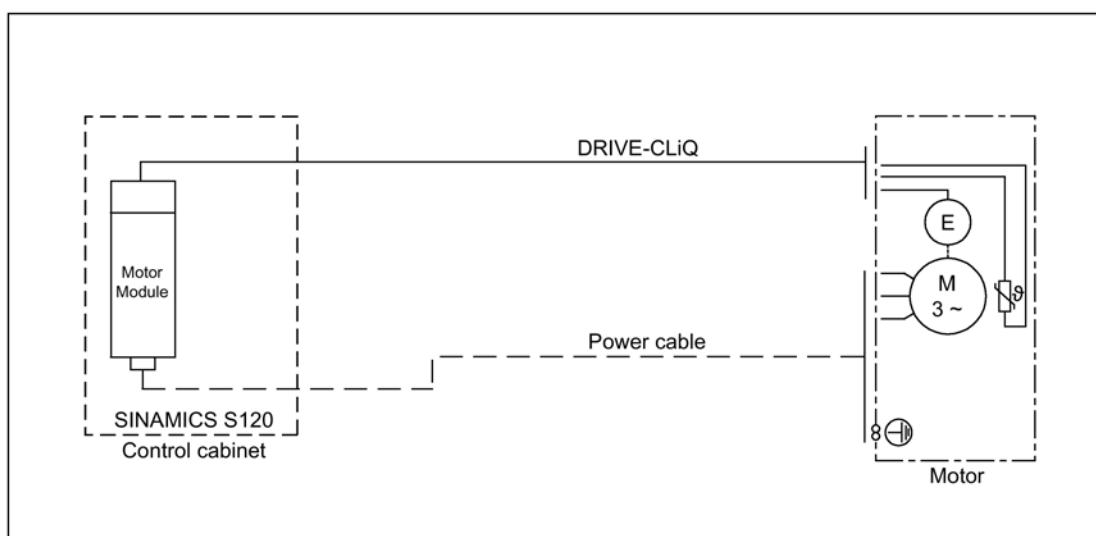 DRIVE-CLiQ
E
Motor
Module
M
3 ~
ϑ
Power cable
SINAMICS S120
Control cabinet
Motor